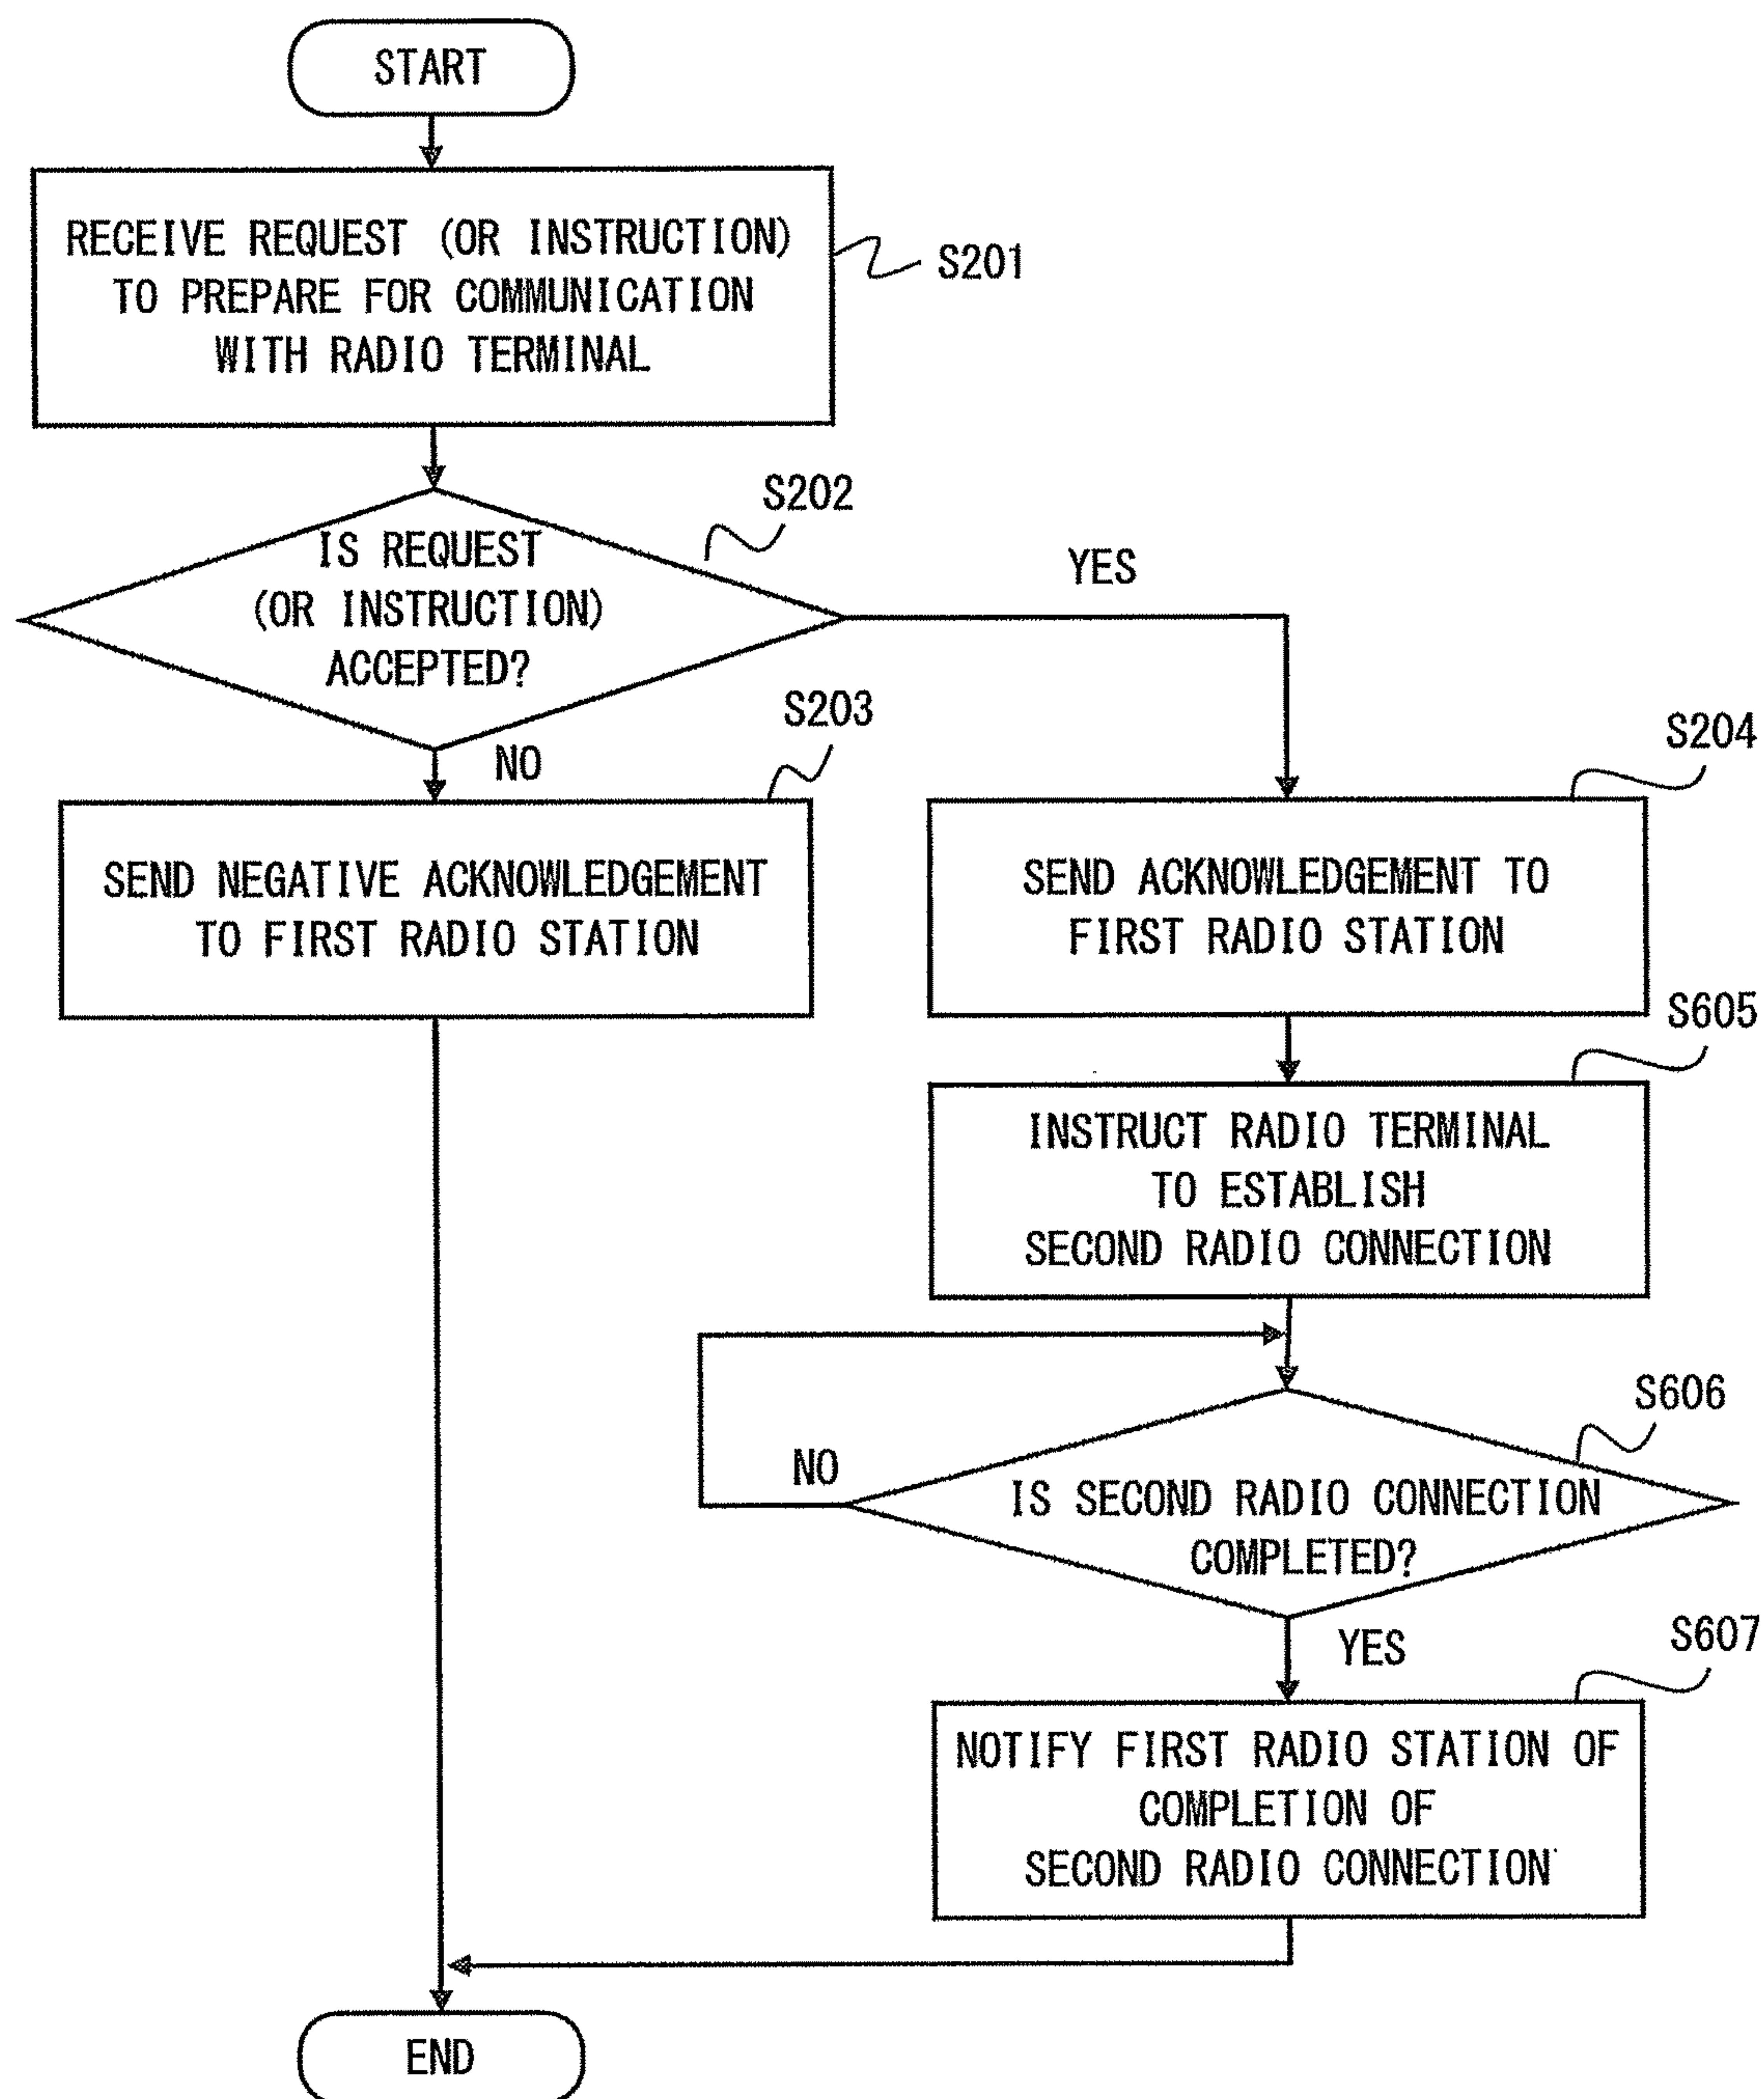 START
RECEIVE REQUEST (OR INSTRUCTION)
TO PREPARE FOR COMMUNICATION
WITH RADIO TERMINAL
S201
S202
IS REQUEST
(OR INSTRUCTION)
ACCEPTED?
YES
NO
S203
SEND NEGATIVE ACKNOWLEDGEMENT
TO FIRST RADIO STATION
S204
SEND ACKNOWLEDGEMENT TO
FIRST RADIO STATION
S605
INSTRUCT RADIO TERMINAL
TO ESTABLISH
SECOND RADIO CONNECTION
S606
NO
IS SECOND RADIO CONNECTION
COMPLETED?
YES
S607
NOTIFY FIRST RADIO STATION OF
COMPLETION OF
SECOND RADIO CONNECTION
END